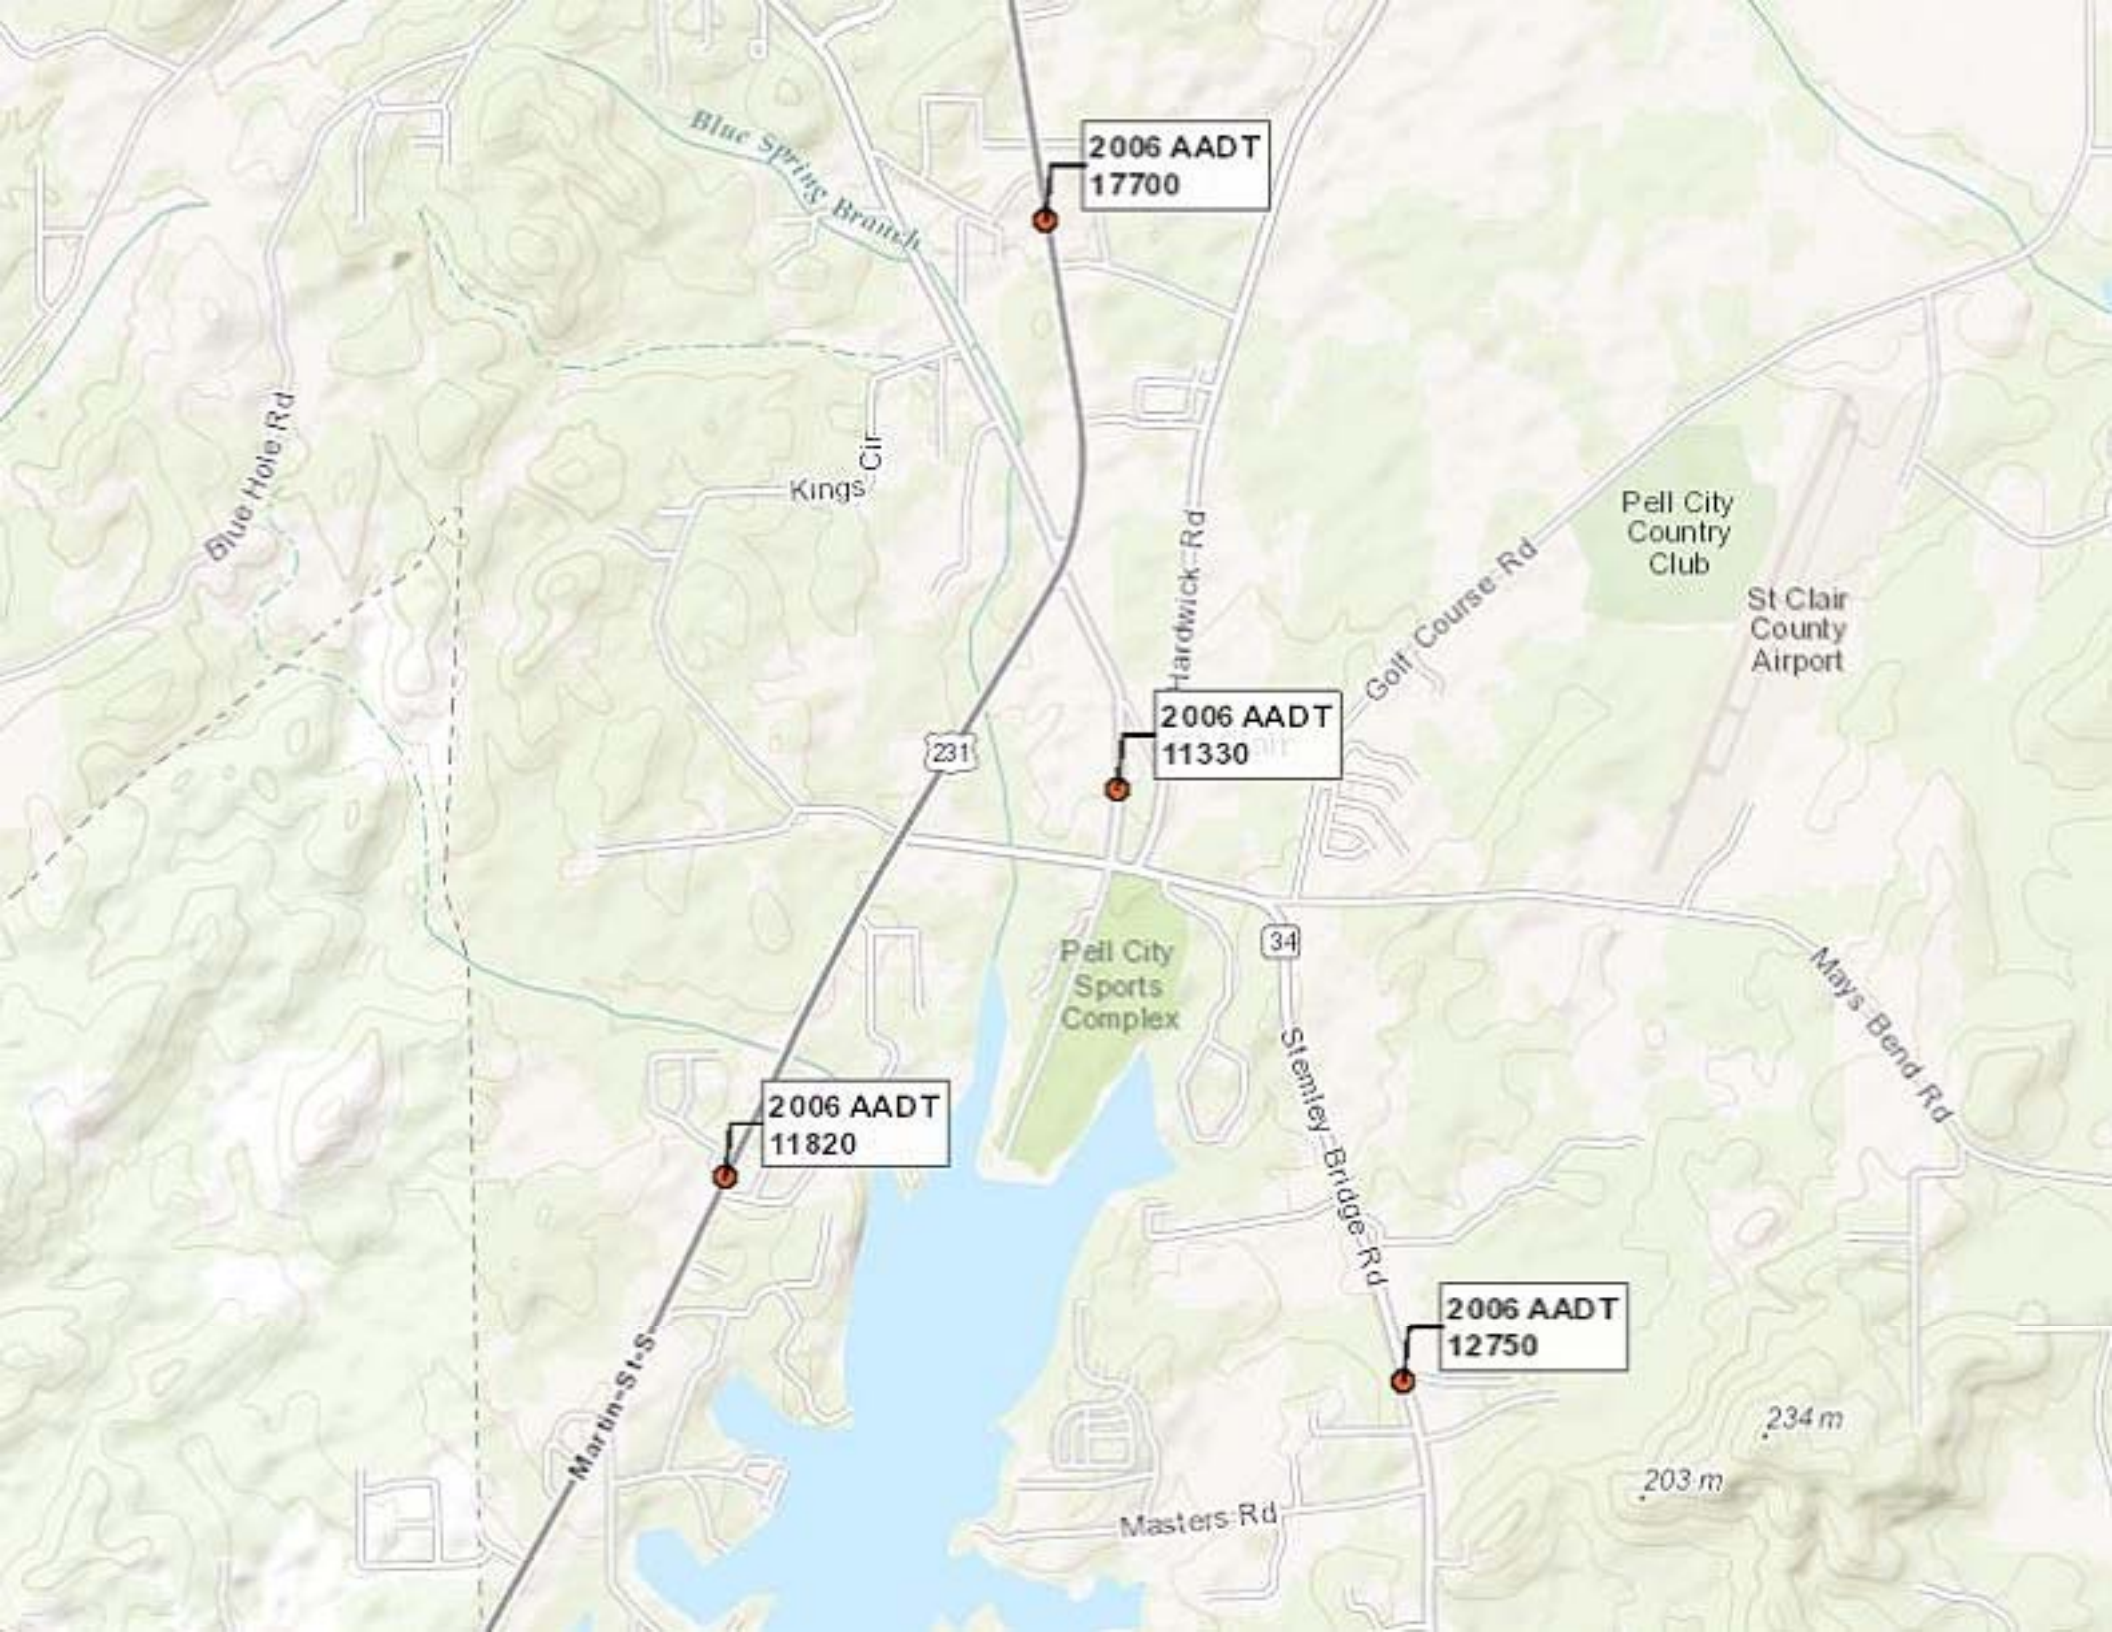 Blue Spring Branch
2006 AADT
17700
Blue Hole Rd
Kings Cir
Hardwick Rd
Golf Course Rd
Pell City
Country
Club
St Clair
County
Airport
2006 AADT
11330
231
34
Pell City
Sports
Complex
Mays Bend Rd
Stemley Bridge Rd
2006 AADT
11820
2006 AADT
12750
Martin St S
234 m
203 m
Masters Rd